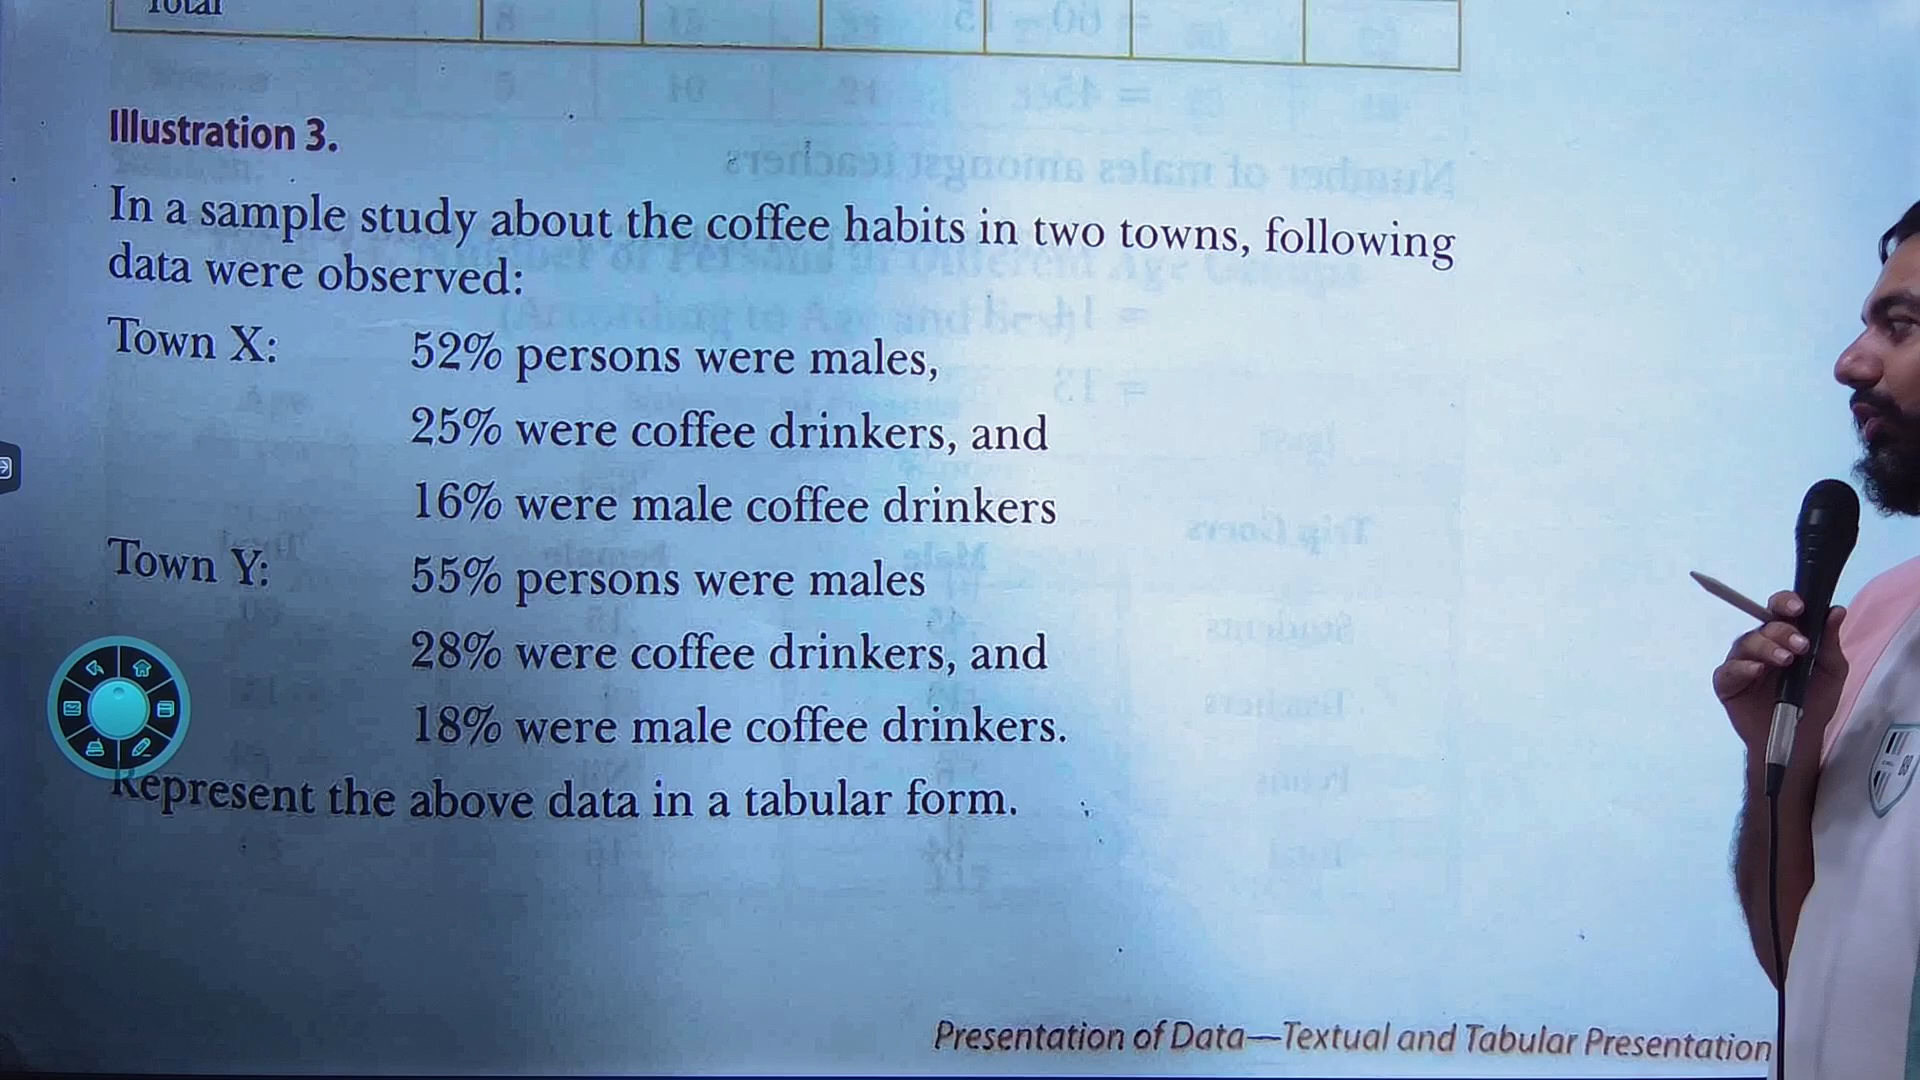 Total
Illustration 3.
In a sample study about the coffee habits in two towns, following
data were observed:
Town X: 52% persons were males,
25% were coffee drinkers, and
16% were male coffee drinkers
Town Y: 55% persons were males
28% were coffee drinkers, and
18% were male coffee drinkers.
Represent the above data in a tabular form.
Presentation of Data—Textual and Tabular Presentation